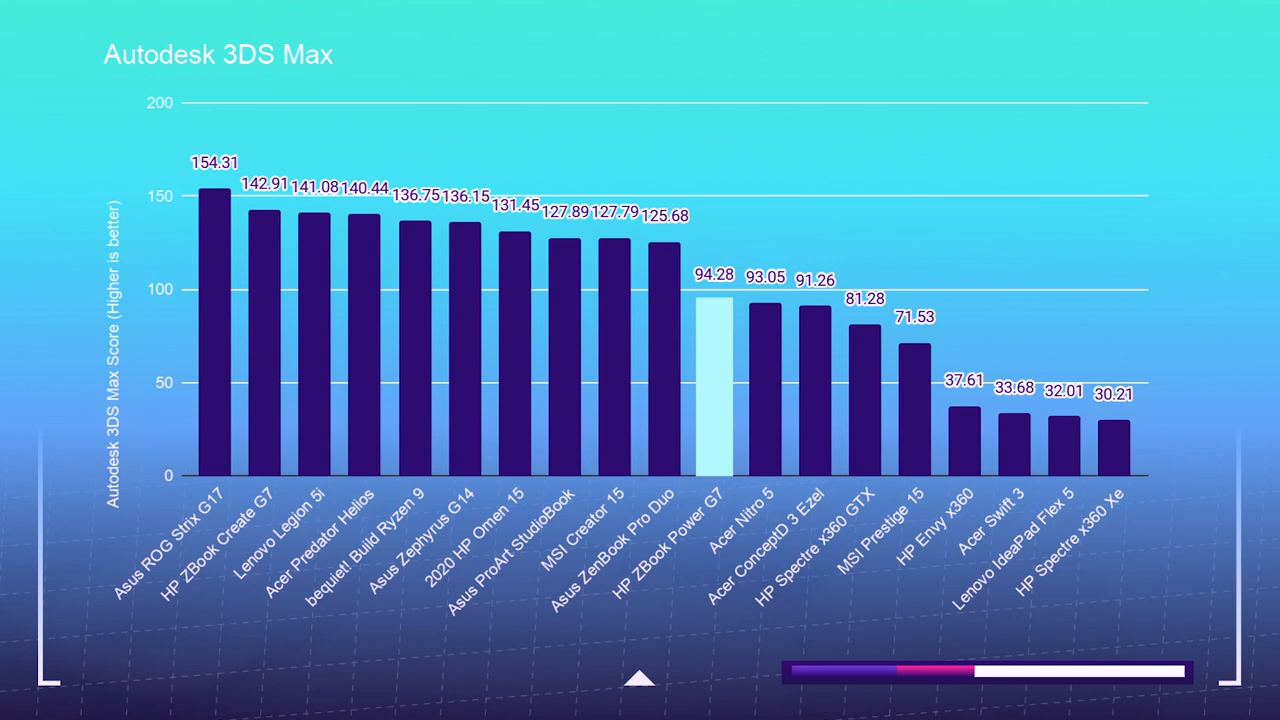 Autodesk 3DS Max
Autodesk 3DS Max Score (Higher is better)
200
150
100
50
0
154.31
142.91
141.08
140.44
136.75
136.15
131.45
127.89
127.79
125.68
94.28
93.05
91.26
81.28
71.53
37.61
33.68
32.01
30.21
Asus ROG Strix G17
HP ZBook Create G7
Lenovo Legion 5i
Acer Predator Helios
bequiet! Build Ryzen 9
Asus Zephyrus G14
2020 HP Omen 15
Asus ProArt StudioBook
MSI Creator 15
Asus ZenBook Pro Duo
HP ZBook Power G7
Acer Nitro 5
Acer ConceptD 3 Ezel
HP Spectre x360 GTX
MSI Prestige 15
HP Envy x360
Acer Swift 3
Lenovo IdeaPad Flex 5
HP Spectre x360 Xe